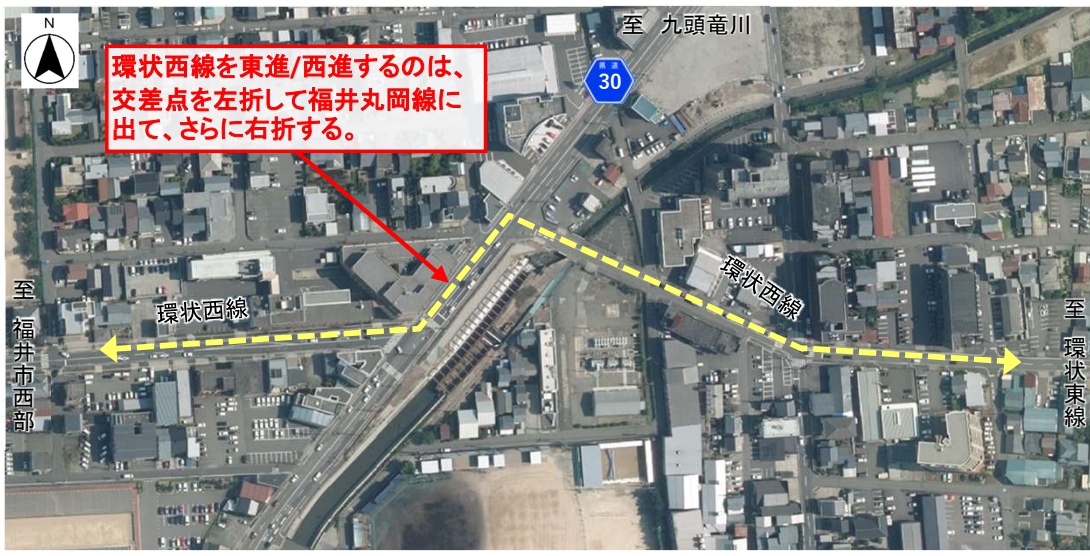 N
至 九頭竜川
環状西線を東進/西進するのは、
交差点を左折して福井丸岡線に
出て、さらに右折する。
県道
30
環状西線
環状西線
至 福井市西部
至 環状東線